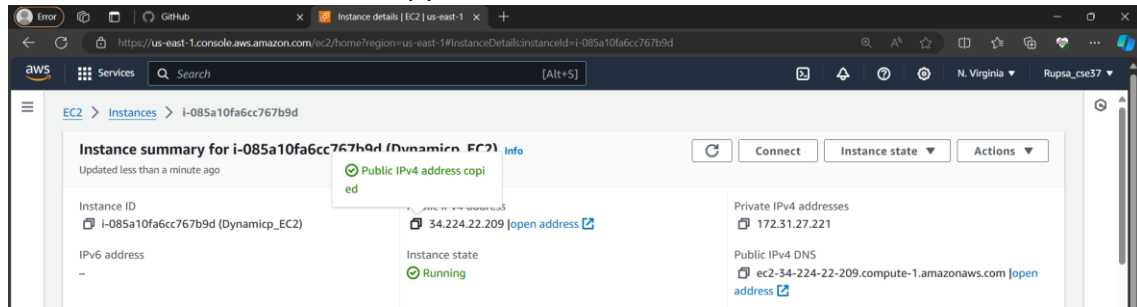 Error
GitHub
Instance details | EC2 | us-east-1
https://us-east-1.console.aws.amazon.com/ec2/home?region=us-east-1#InstanceDetails:instanceId=i-085a10fa6cc767b9d
aws Services Search [Alt+S] N. Virginia Rupsa_cse37
EC2 > Instances > i-085a10fa6cc767b9d
Instance summary for i-085a10fa6cc767b9d (Dynamicp_EC2) Info
Connect Instance state Actions
Updated less than a minute ago
Public IPv4 address copi
ed
Instance ID
i-085a10fa6cc767b9d (Dynamicp_EC2)
address
34.224.22.209 |open address
Private IPv4 addresses
172.31.27.221
IPv6 address
–
Instance state
Running
Public IPv4 DNS
ec2-34-224-22-209.compute-1.amazonaws.com |open
address